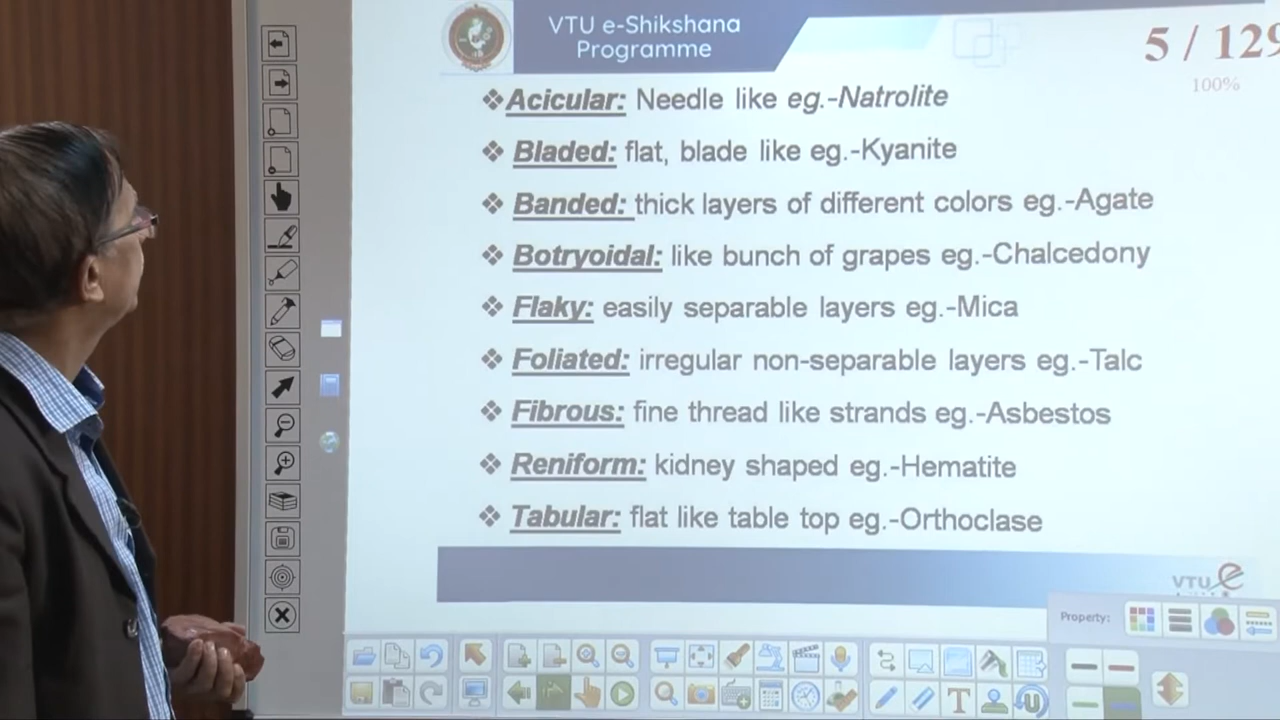 VTU e-Shikshana
Programme
5 / 129
100%
❖Acicular: Needle like eg.-Natrolite
❖ Bladed: flat, blade like eg.-Kyanite
❖ Banded: thick layers of different colors eg.-Agate
❖ Botryoidal: like bunch of grapes eg.-Chalcedony
❖ Flaky: easily separable layers eg.-Mica
❖ Foliated: irregular non-separable layers eg.-Talc
❖ Fibrous: fine thread like strands eg.-Asbestos
❖ Reniform: kidney shaped eg.-Hematite
❖ Tabular: flat like table top eg.-Orthoclase
VTU e
Property: